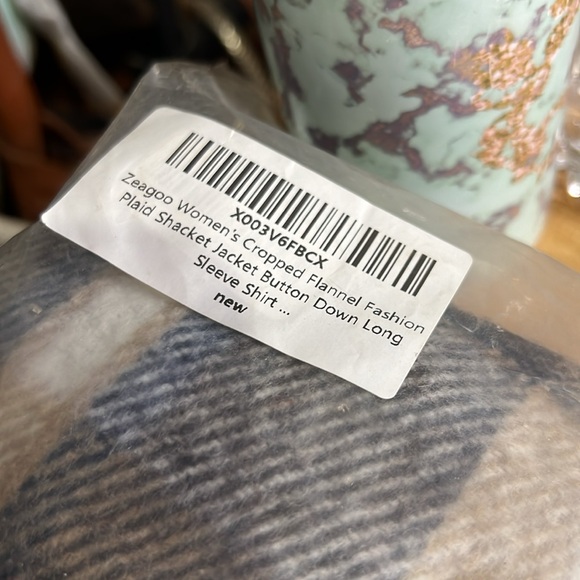 X003V6FBCX
Zeagoo Women's Cropped Flannel Fashion
Plaid Shacket Jacket Button Down Long
Sleeve Shirt ...
new